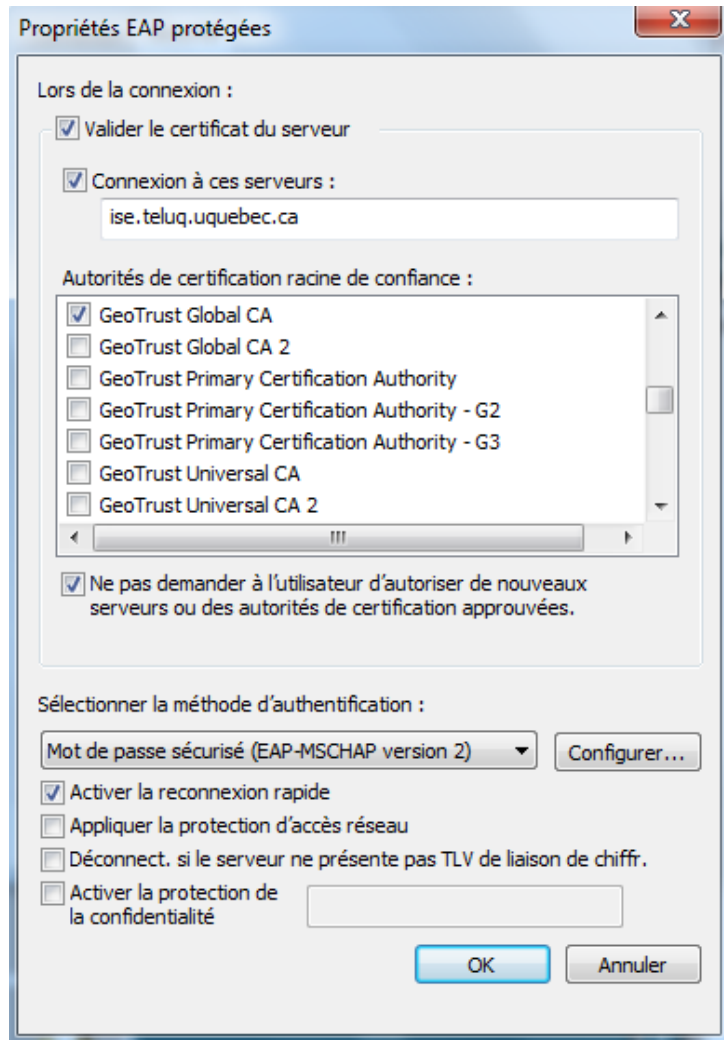 Propriétés EAP protégées
Lors de la connexion :
Valider le certificat du serveur
Connexion à ces serveurs :
ise.teluq.uquebec.ca
Autorités de certification racine de confiance :
GeoTrust Global CA
GeoTrust Global CA 2
GeoTrust Primary Certification Authority
GeoTrust Primary Certification Authority - G2
GeoTrust Primary Certification Authority - G3
GeoTrust Universal CA
GeoTrust Universal CA 2
Ne pas demander à l'utilisateur d'autoriser de nouveaux
serveurs ou des autorités de certification approuvées.
Sélectionner la méthode d'authentification :
Mot de passe sécurisé (EAP-MSCHAP version 2)
Configurer...
Activer la reconnexion rapide
Appliquer la protection d'accès réseau
Déconnect. si le serveur ne présente pas TLV de liaison de chiffr.
Activer la protection de
la confidentialité
OK
Annuler